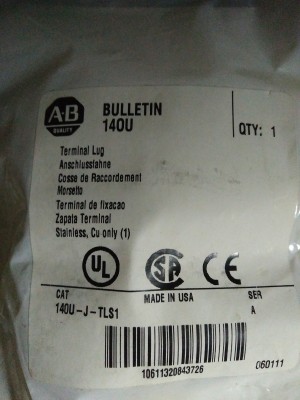 A-B
QUALITY
BULLETIN
140U
QTY: 1
Terminal Lug
Anschlussfahne
Cosse de Raccordement
Morsetto
Terminal de fixacao
Zapata Terminal
Stainless, Cu only (1)
UL
SA
CE
CAT
MADE IN USA
SER
140U-J-TLS1
A
10611320843726
060111